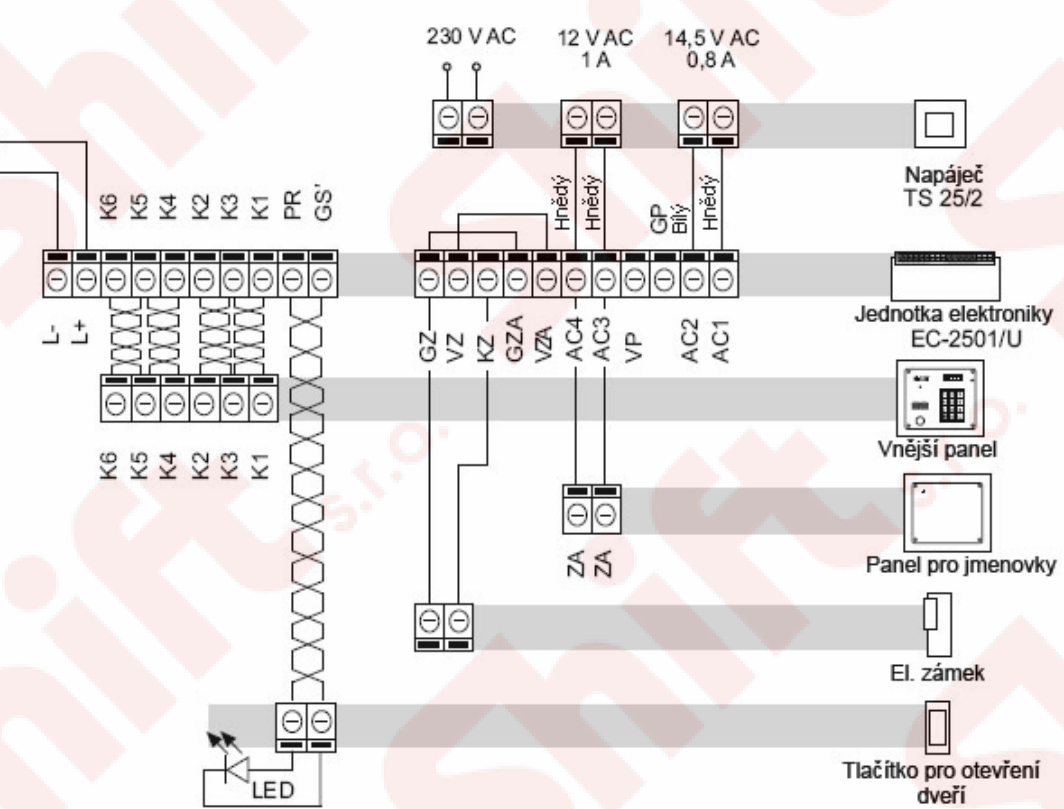 230 V AC
12 V AC
1 A
14,5 V AC
0,8 A
Napáječ
TS 25/2
Hnědý
Hnědý
GP
Bílý
Hnědý
K6
K5
K4
K2
K3
K1
PR
GS'
L-
L+
GZ
VZ
KZ
GZA
VZA
AC4
AC3
VP
AC2
AC1
Jednotka elektroniky
EC-2501/U
Vnější panel
K6
K5
K4
K2
K3
K1
ZA
ZA
Panel pro jmenovky
El. zámek
LED
Tlačítko pro otevření
dveří
Shift
s.r.o.
s.r.o.